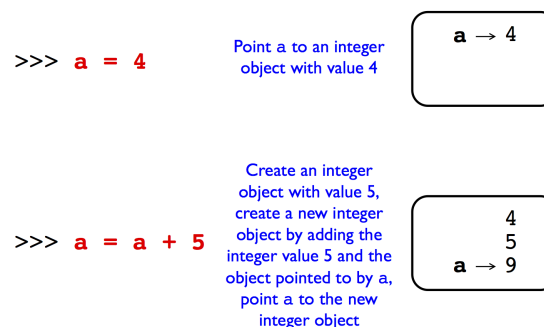 >>> a = 4
Point a to an integer
object with value 4
a → 4
>>> a = a + 5
Create an integer
object with value 5,
create a new integer
object by adding the
integer value 5 and the
object pointed to by a,
point a to the new
integer object
4
5
a → 9